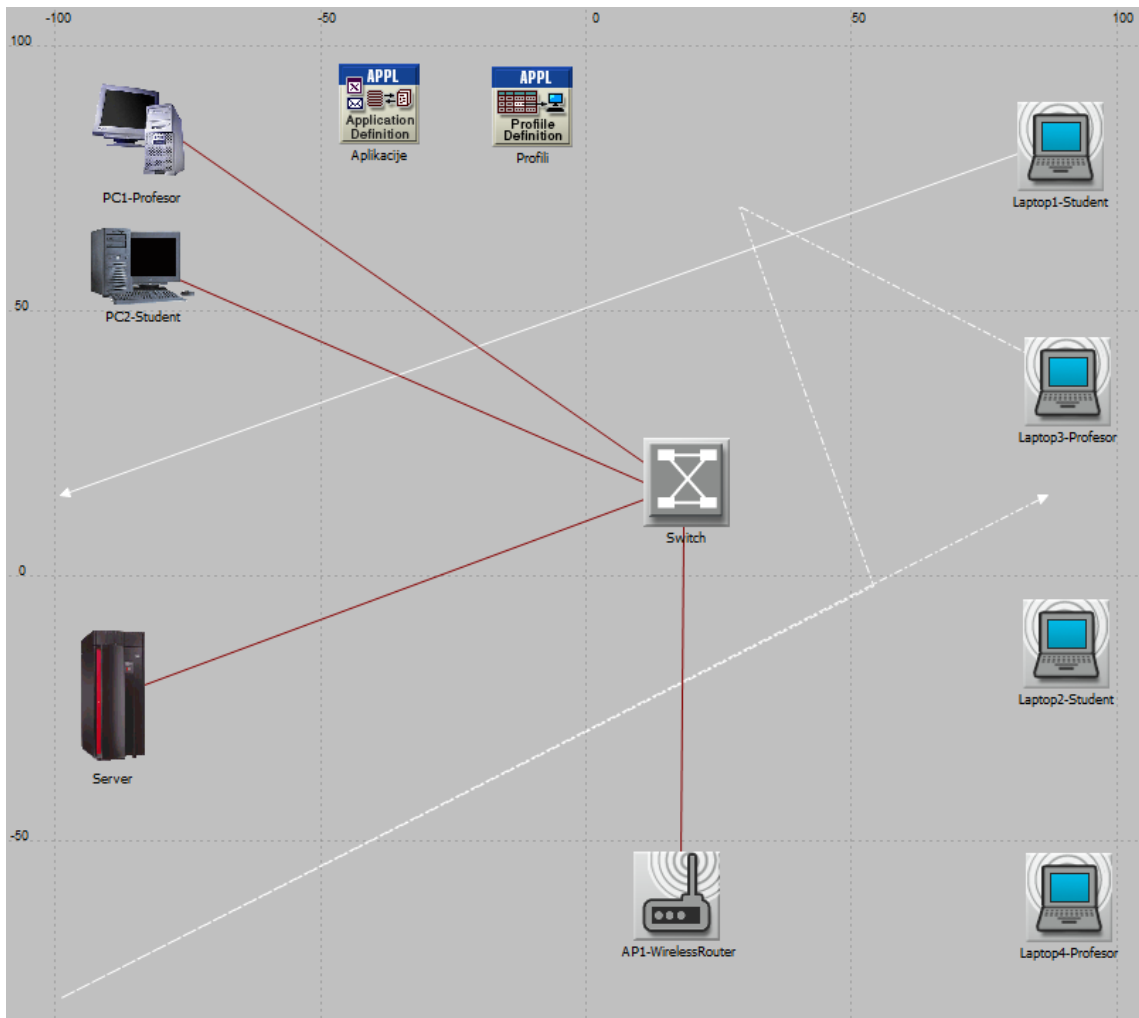 -100 -50 0 50 100
100
APPL
Application
Definition
Aplikacije
APPL
Profile
Definition
Profili
PC1-Profesor
Laptop1-Student
50
PC2-Student
Laptop3-Profesor
Switch
0
Laptop2-Student
Server
-50
AP1-WirelessRouter
Laptop4-Profesor